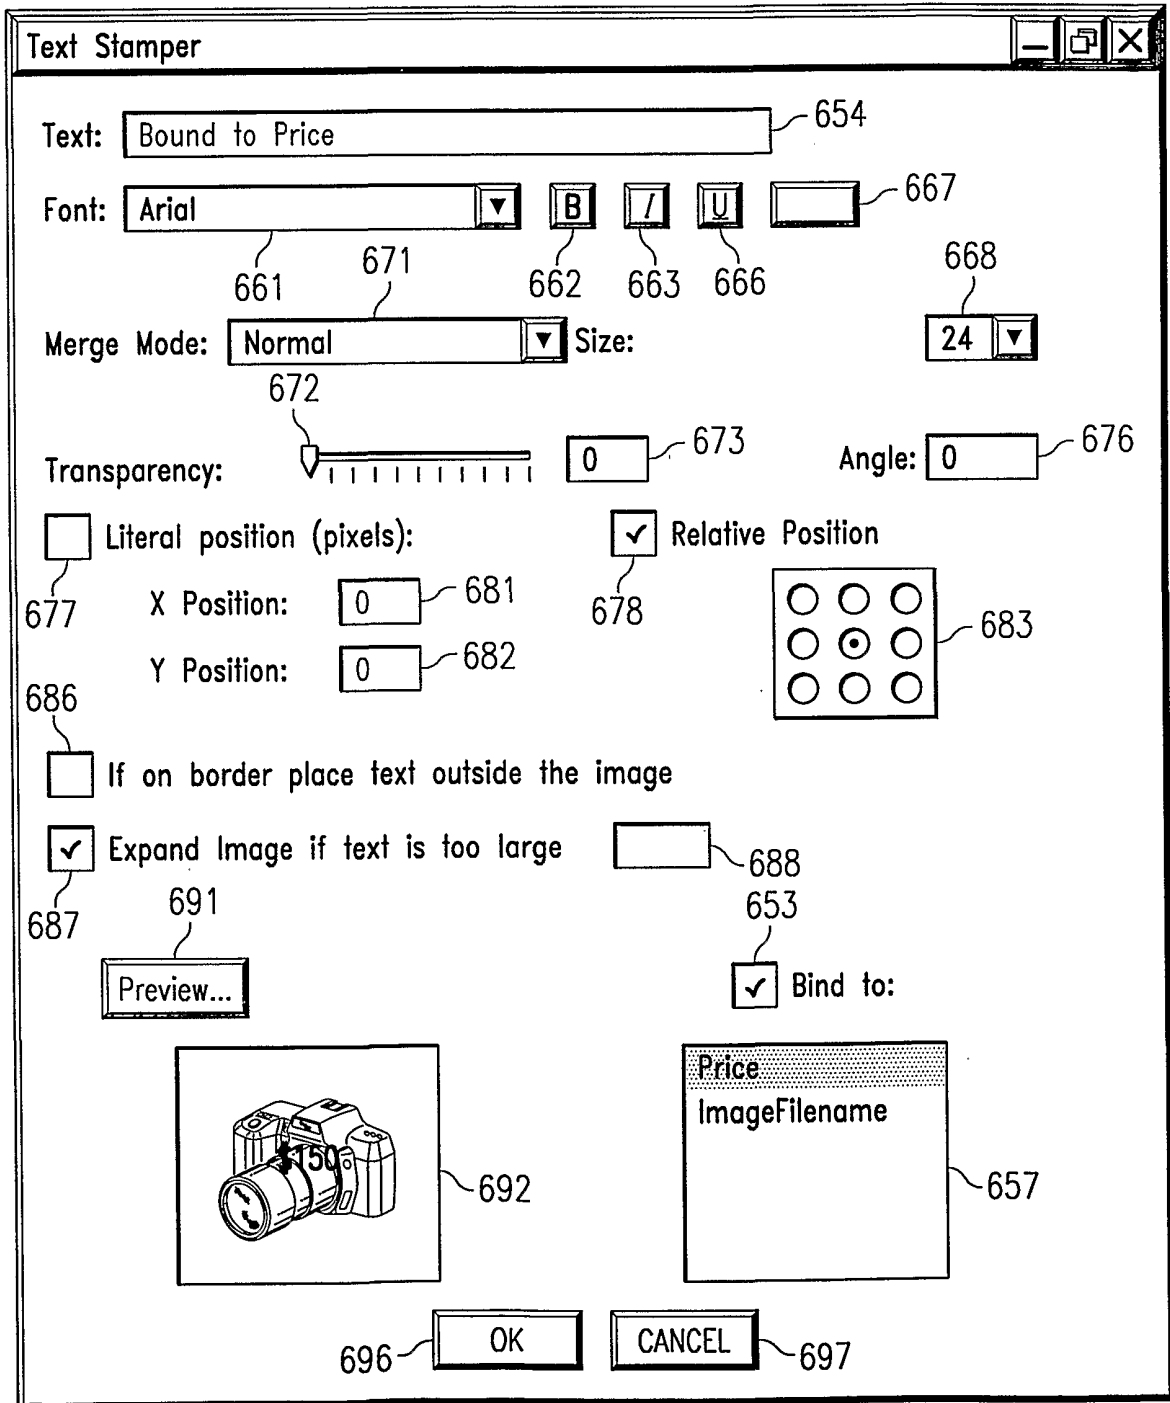 Text Stamper
Text: Bound to Price 654
Font: Arial B I U 667
661 671 662 663 666 668
Merge Mode: Normal Size: 24
672
Transparency: 0 673 Angle: 0 676
Literal position (pixels): Relative Position
677 X Position: 0 681 678 683
Y Position: 0 682
686
If on border place text outside the image
Expand Image if text is too large 688
687 691 653
Preview... Bind to:
Price
ImageFilename
$150
692 657
696 OK CANCEL 697